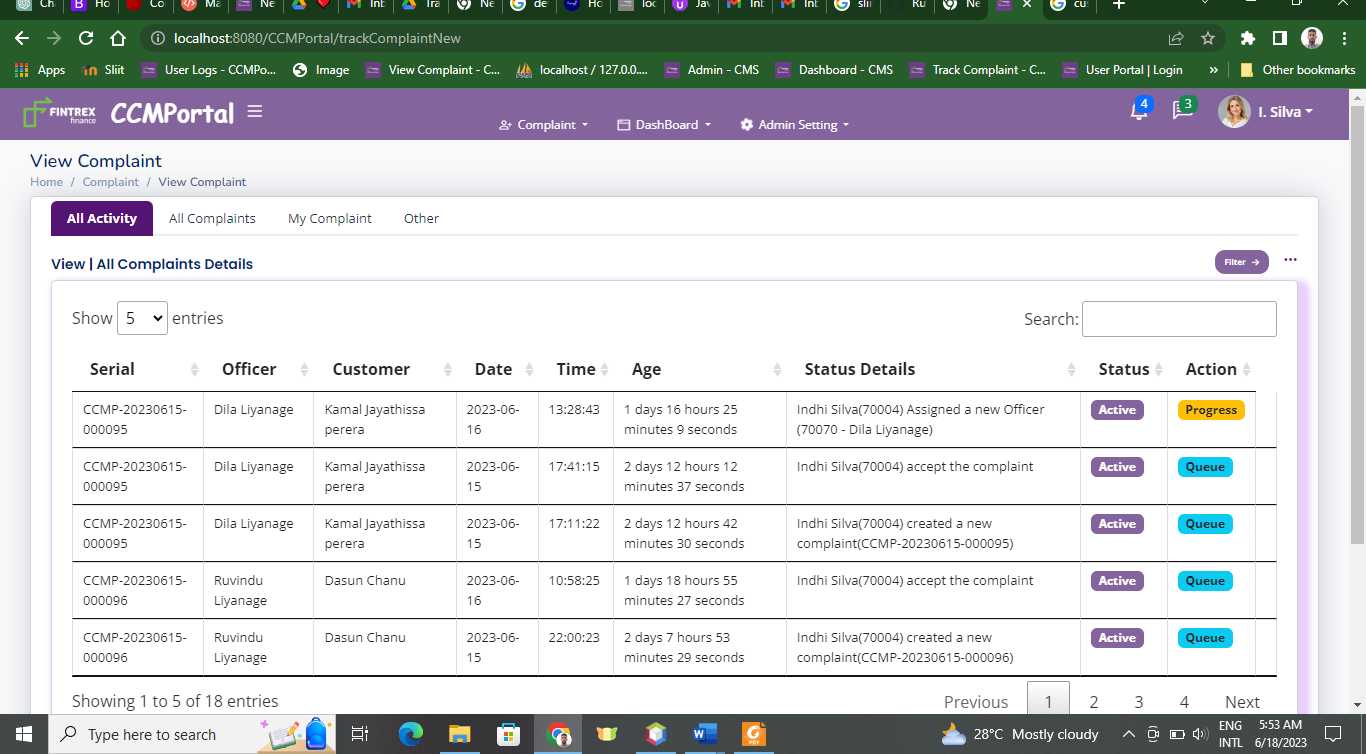 Ch
Ho
Co
Ma
Ne
Inb
Tra
Ne
de
Ho
loc
Jav
Int
Int
slii
Ru
Ne
cus
localhost:8080/CCMPortal/trackComplaintNew
Apps
Sliit
User Logs - CCMPo...
Image
View Complaint - C...
localhost / 127.0.0....
Admin - CMS
Dashboard - CMS
Track Complaint - C...
User Portal | Login
»
Other bookmarks
FINTREX
finance
CCMPortal
Complaint
DashBoard
Admin Setting
4
3
I. Silva
View Complaint
Home / Complaint / View Complaint
All Activity
All Complaints
My Complaint
Other
View | All Complaints Details
Filter →
...
Show 5 entries
Search:
Serial Officer Customer Date Time Age Status Details Status Action
CCMP-20230615- Dila Liyanage Kamal Jayathissa 2023-06- 13:28:43 1 days 16 hours 25 Indhi Silva(70004) Assigned a new Officer Active Progress
000095 perera 16 minutes 9 seconds (70070 - Dila Liyanage)
CCMP-20230615- Dila Liyanage Kamal Jayathissa 2023-06- 17:41:15 2 days 12 hours 12 Indhi Silva(70004) accept the complaint Active Queue
000095 perera 15 minutes 37 seconds
CCMP-20230615- Dila Liyanage Kamal Jayathissa 2023-06- 17:11:22 2 days 12 hours 42 Indhi Silva(70004) created a new Active Queue
000095 perera 15 minutes 30 seconds complaint(CCMP-20230615-000095)
CCMP-20230615- Ruvindu Dasun Chanu 2023-06- 10:58:25 1 days 18 hours 55 Indhi Silva(70004) accept the complaint Active Queue
000096 Liyanage 16 minutes 27 seconds
CCMP-20230615- Ruvindu Dasun Chanu 2023-06- 22:00:23 2 days 7 hours 53 Indhi Silva(70004) created a new Active Queue
000096 Liyanage 15 minutes 29 seconds complaint(CCMP-20230615-000096)
Showing 1 to 5 of 18 entries
Previous 1 2 3 4 Next
Type here to search
28°C Mostly cloudy
ENG
INTL
5:53 AM
6/18/2023